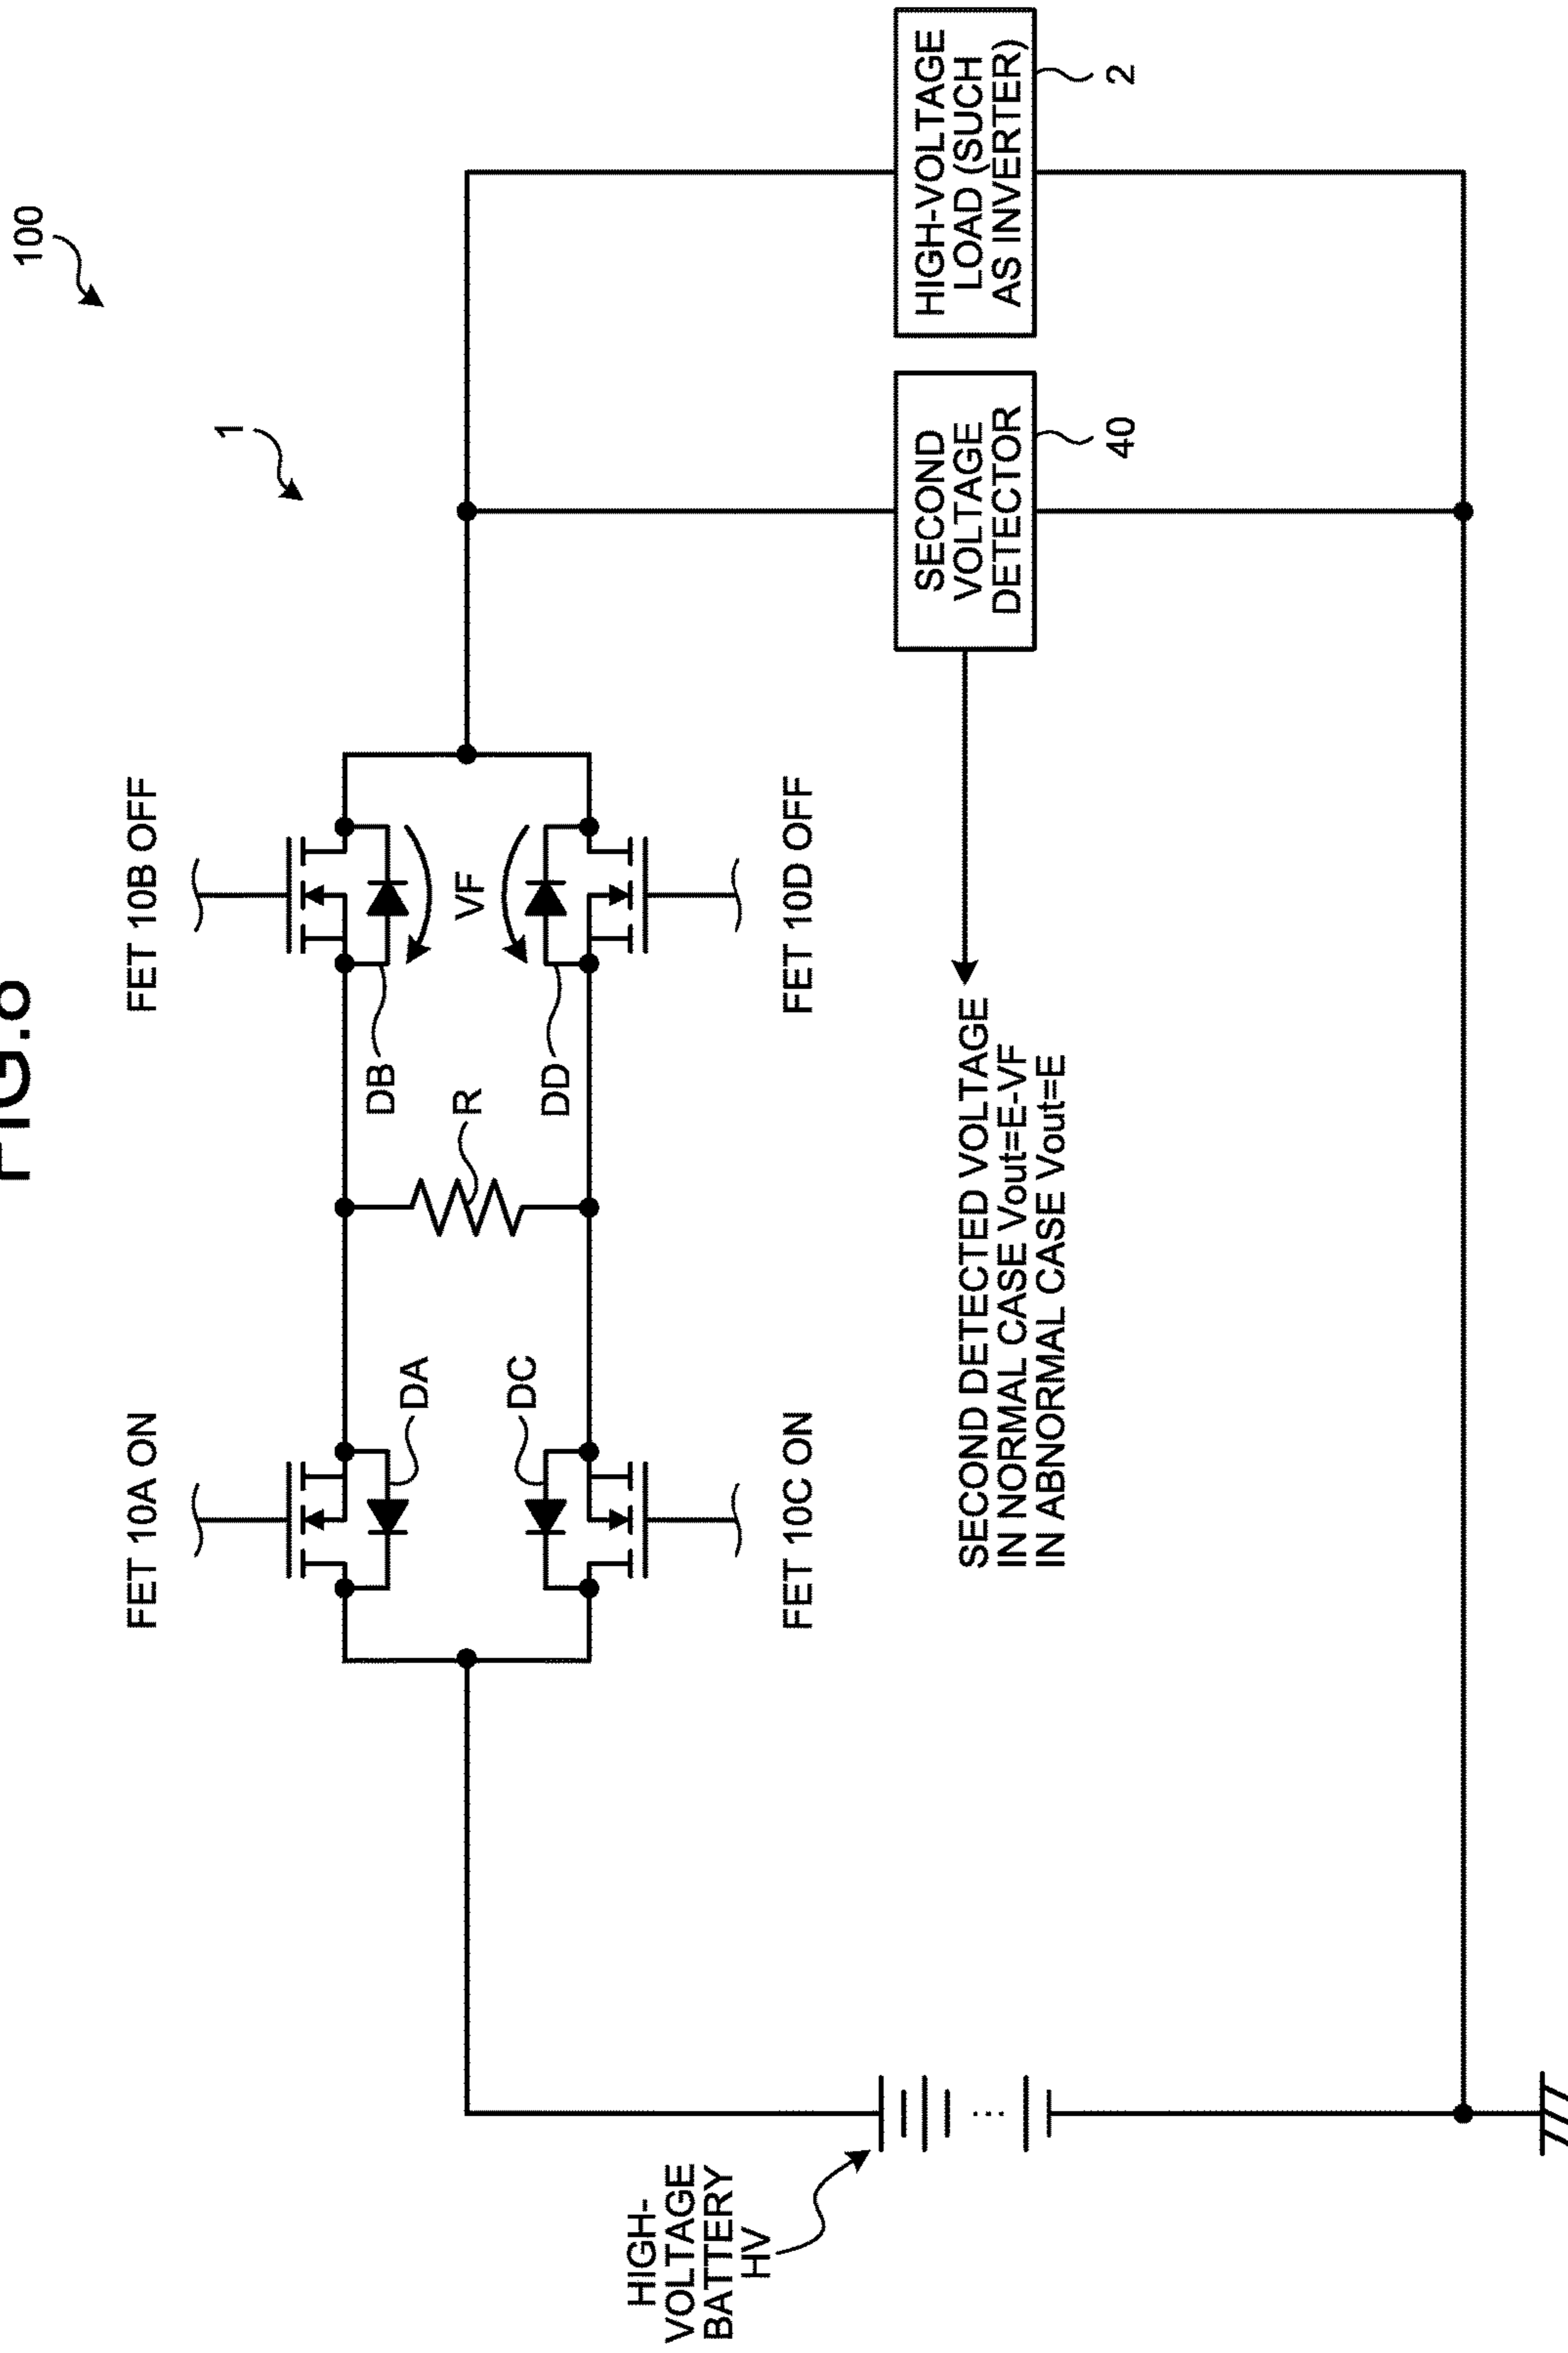 FIG.8
100
1
FET 10A ON
FET 10B OFF
DA
DB
VF
R
DC
DD
FET 10C ON
FET 10D OFF
HIGH-
VOLTAGE
BATTERY
HV
SECOND DETECTED VOLTAGE
IN NORMAL CASE Vout=E-VF
IN ABNORMAL CASE Vout=E
SECOND
VOLTAGE
DETECTOR
40
HIGH-VOLTAGE
LOAD (SUCH
AS INVERTER)
2